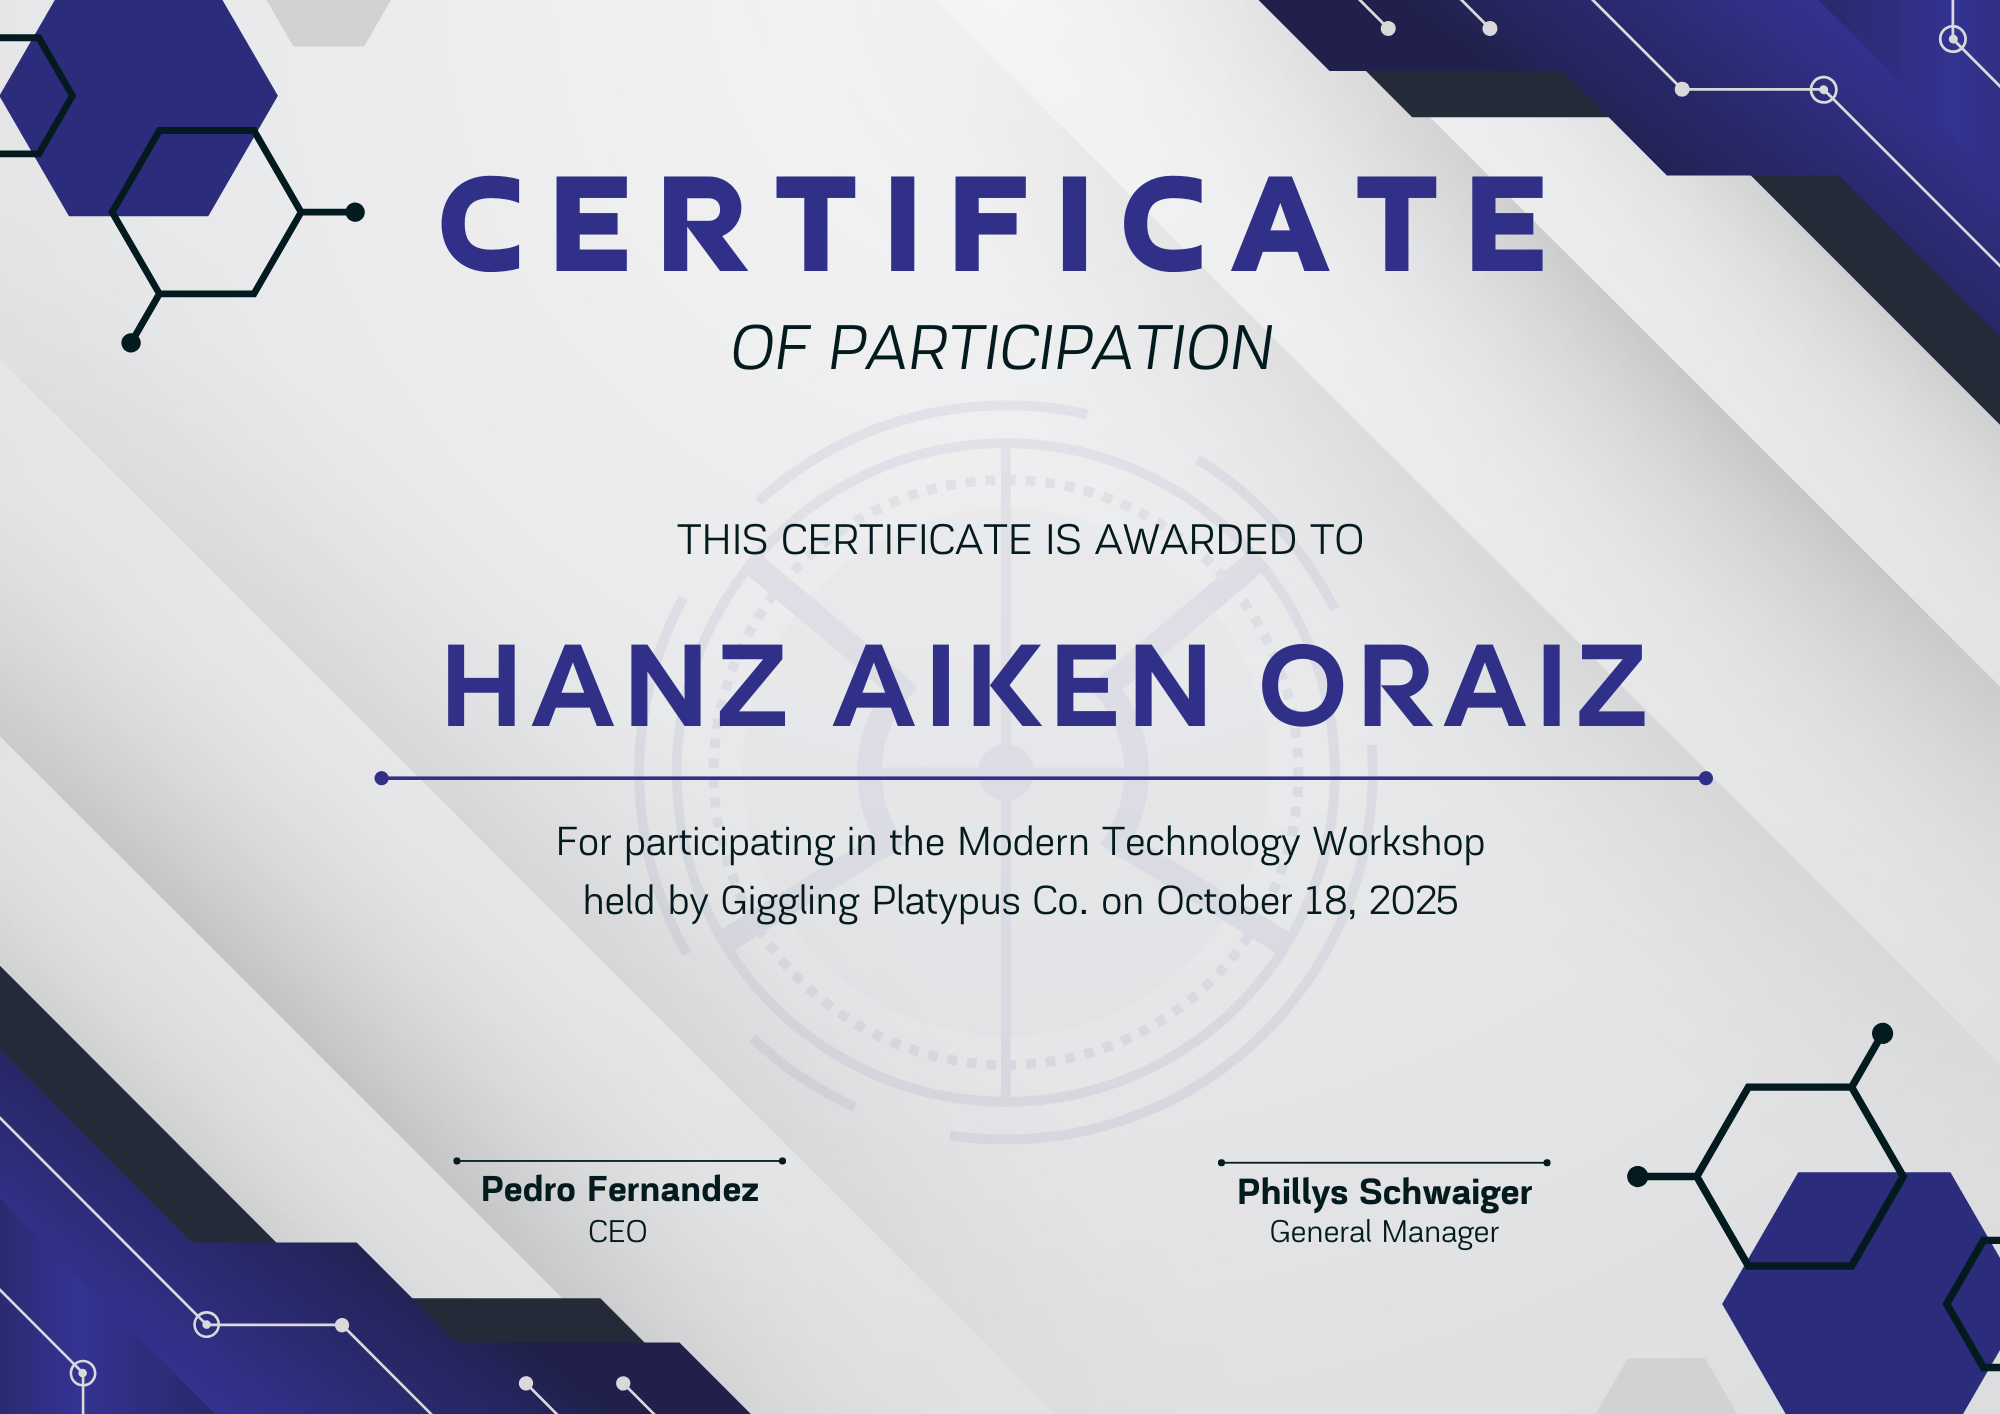 CERTIFICATE
OF PARTICIPATION
THIS CERTIFICATE IS AWARDED TO
HANZ AIKEN ORAIZ
For participating in the Modern Technology Workshop
held by Giggling Platypus Co. on October 18, 2025
Pedro Fernandez
CEO
Phillys Schwaiger
General Manager